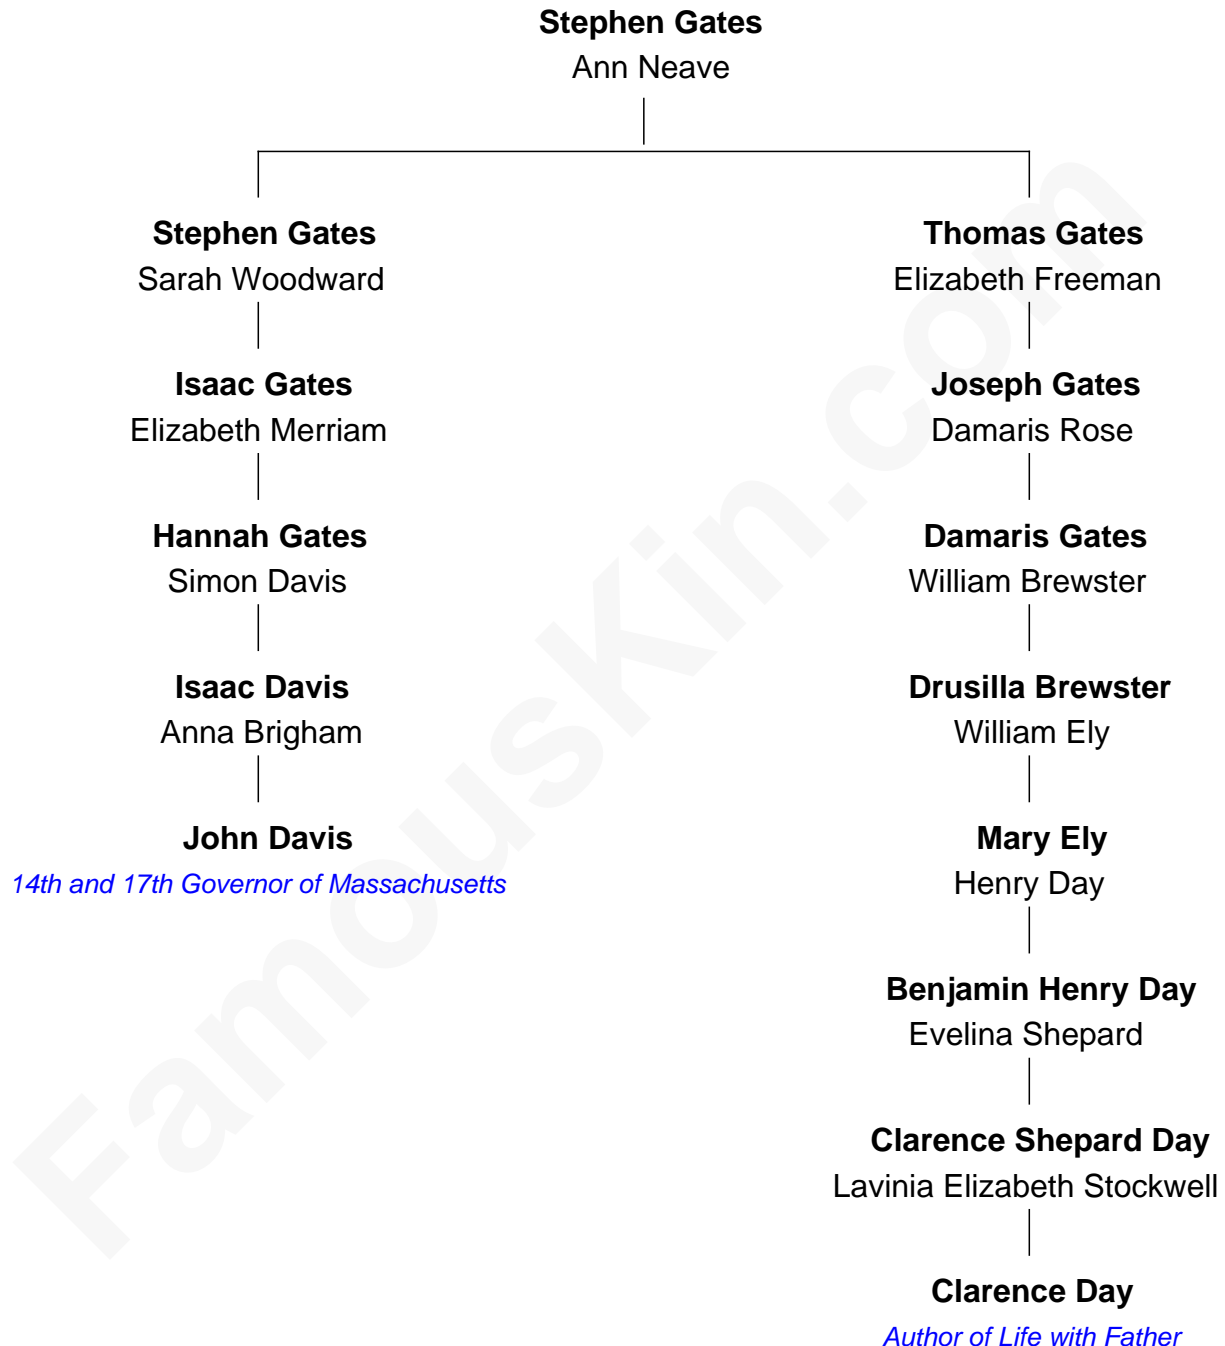 Stephen Gates
Ann Neave
Stephen Gates
Sarah Woodward
Isaac Gates
Elizabeth Merriam
Hannah Gates
Simon Davis
Isaac Davis
Anna Brigham
John Davis
14th and 17th Governor of Massachusetts
Thomas Gates
Elizabeth Freeman
Joseph Gates
Damaris Rose
Damaris Gates
William Brewster
Drusilla Brewster
William Ely
Mary Ely
Henry Day
Benjamin Henry Day
Evelina Shepard
Clarence Shepard Day
Lavinia Elizabeth Stockwell
Clarence Day
Author of Life with Father
FamousKin.com